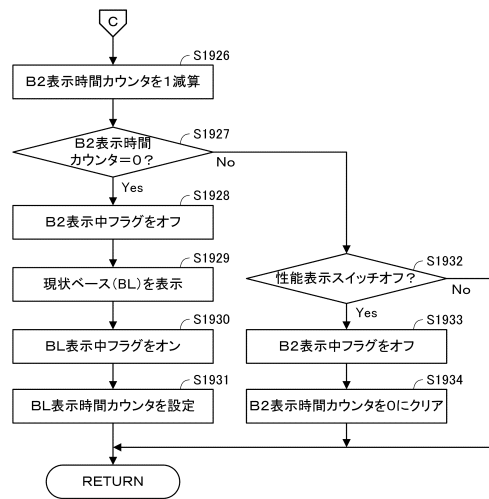 C
S1926
B2表示時間カウンタを1減算
S1927
B2表示時間
カウンタ=0?
No
Yes
S1928
B2表示中フラグをオフ
S1929
現状ベース(BL)を表示
S1930
BL表示中フラグをオン
S1931
BL表示時間カウンタを設定
S1932
性能表示スイッチオフ?
No
Yes
S1933
B2表示中フラグをオフ
S1934
B2表示時間カウンタを0にクリア
RETURN